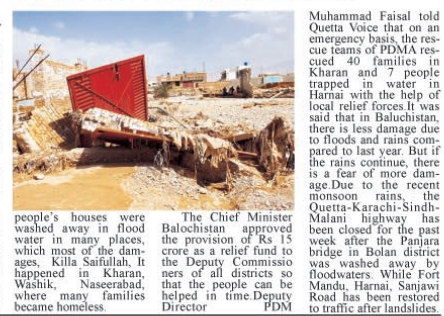 people's houses were
washed away in flood
water in many places,
which most of the dam-
ages, Killa Saifullah, It
happened in Kharan,
Washik, Naseerabad,
where many families
became homeless.
The Chief Minister
Balochistan approved
the provision of Rs 15
crore as a relief fund to
the Deputy Commissio
ners of all districts so
that the people can be
helped in time.Deputy
Director PDM
Muhammad Faisal told
Quetta Voice that on an
emergency basis, the res-
cue teams of PDMA res-
cued 40 families in
Kharan and 7 people
trapped in water in
Harnai with the help of
local relief forces.It was
said that in Baluchistan,
there is less damage due
to floods and rains com-
pared to last year. But if
the rains continue, there
is a fear of more dam-
age.Due to the recent
monsoon rains, the
Quetta-Karachi-Sindh-
Malani highway has
been closed for the past
week after the Panjara
bridge in Bolan district
was washed away by
floodwaters. While Fort
Mandu, Harnai, Sanjawi
Road has been restored
to traffic after landslides.